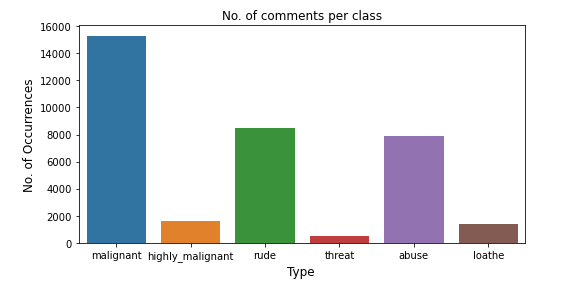 No. of comments per class
No. of Occurrences
16000
14000
12000
10000
8000
6000
4000
2000
0
malignant highly_malignant rude threat abuse loathe
Type